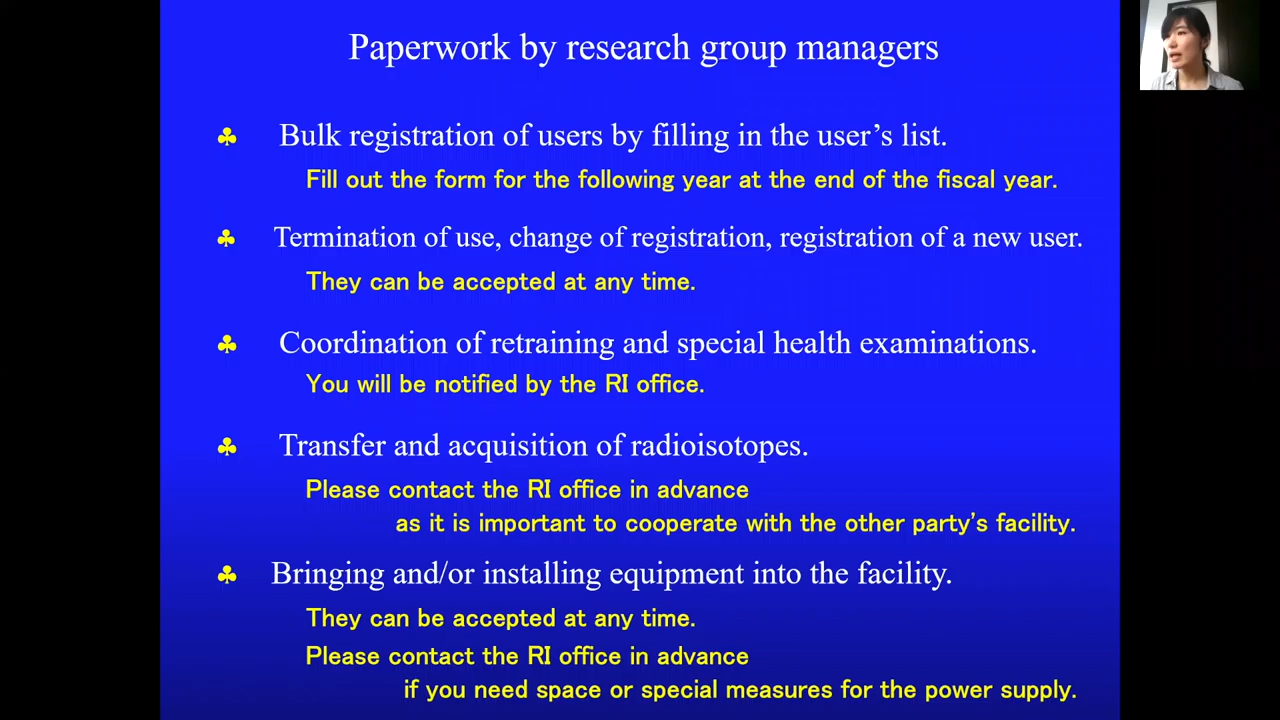 Paperwork by research group managers
♣ Bulk registration of users by filling in the user’s list.
Fill out the form for the following year at the end of the fiscal year.
♣ Termination of use, change of registration, registration of a new user.
They can be accepted at any time.
♣ Coordination of retraining and special health examinations.
You will be notified by the RI office.
♣ Transfer and acquisition of radioisotopes.
Please contact the RI office in advance
as it is important to cooperate with the other party’s facility.
♣ Bringing and/or installing equipment into the facility.
They can be accepted at any time.
Please contact the RI office in advance
if you need space or special measures for the power supply.